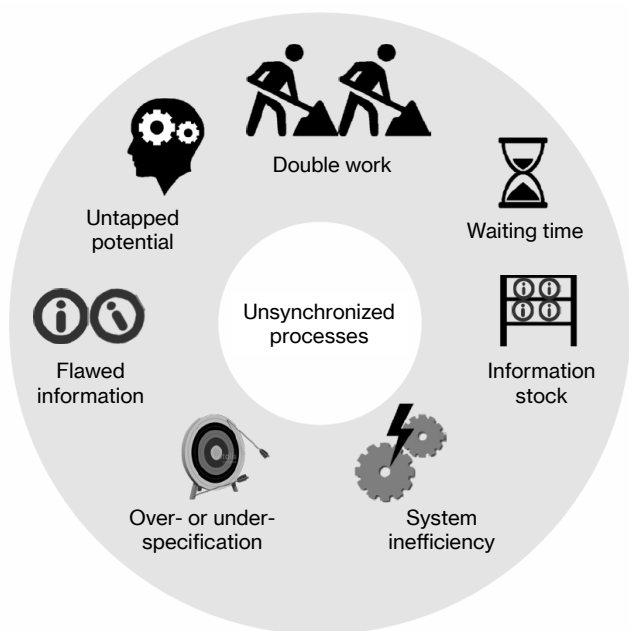 Double work
Untapped
potential
Waiting time
Unsynchronized
processes
Flawed
information
Information
stock
Over- or under-
specification
System
inefficiency